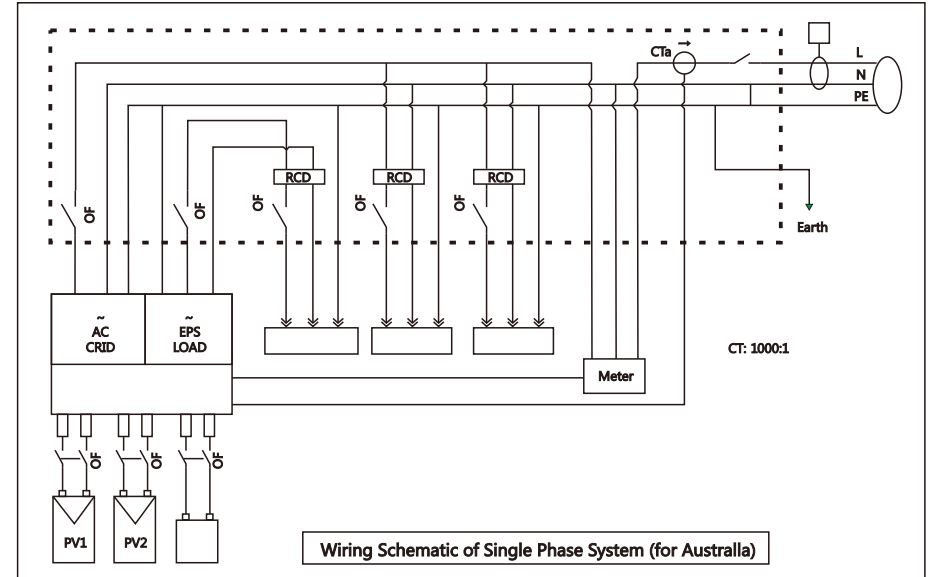 CTa
L
N
PE
RCD
RCD
RCD
OF
OF
OF
OF
OF
Earth
~
AC
CRID
~
EPS
LOAD
CT: 1000:1
Meter
OF
OF
OF
PV1
PV2
Wiring Schematic of Single Phase System (for Australla)